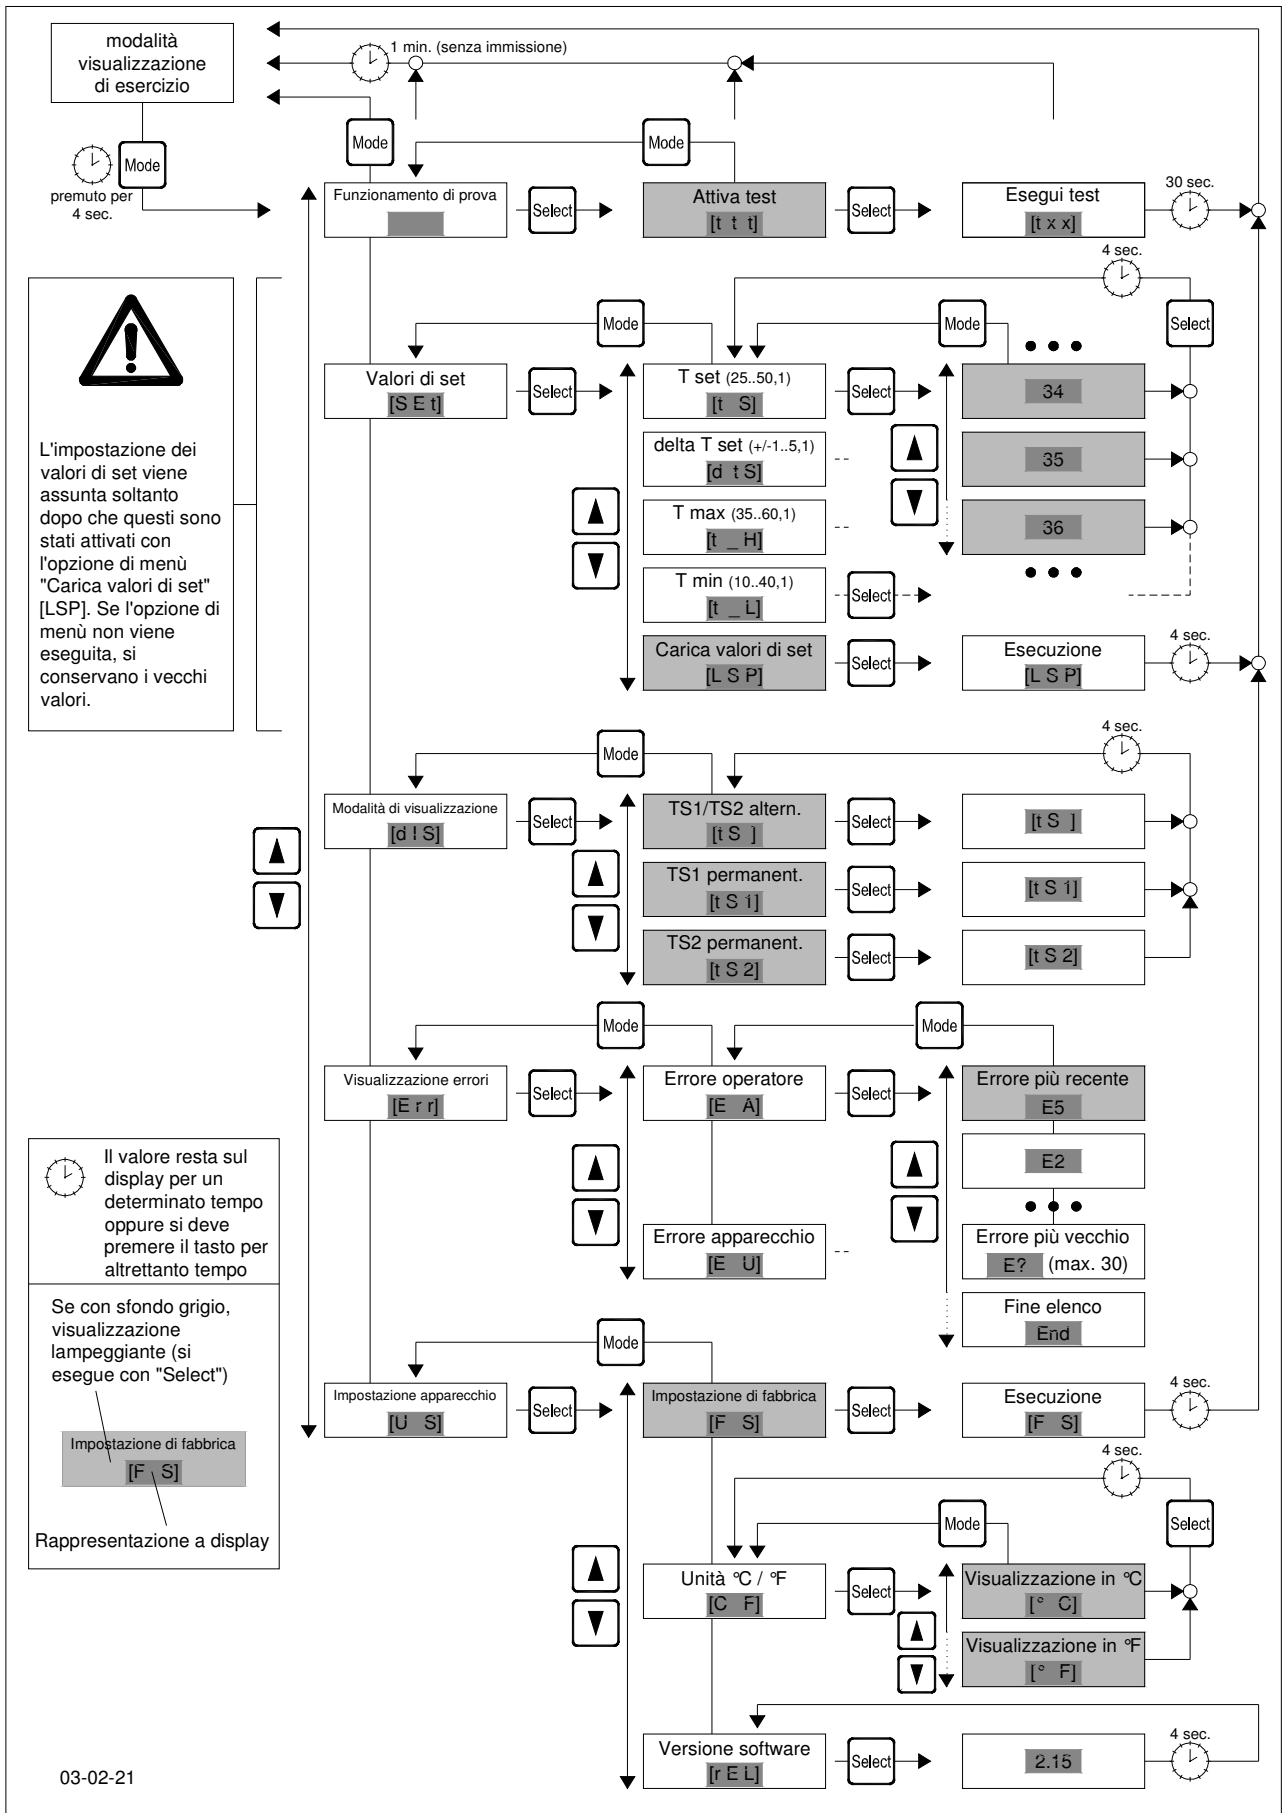 modalità
visualizzazione
di esercizio
1 min. (senza immissione)
Mode
Mode
premuto per
4 sec.
Mode
Funzionamento di prova
Select
Attiva test
[t t t]
Select
Esegui test
[t x x]
30 sec.
4 sec.
L'impostazione dei
valori di set viene
assunta soltanto
dopo che questi sono
stati attivati con
l'opzione di menù
"Carica valori di set"
[LSP]. Se l'opzione di
menù non viene
eseguita, si
conservano i vecchi
valori.
Mode
Mode
Select
Valori di set
[S E t]
Select
T set (25..50,1)
[t S]
Select
34
delta T set (+/-1..5,1)
[d t S]
--
35
T max (35..60,1)
[t _ H]
--
36
T min (10..40,1)
[t _ L]
Select
Carica valori di set
[L S P]
Select
Esecuzione
[L S P]
4 sec.
4 sec.
Mode
Modalità di visualizzazione
[d I S]
Select
TS1/TS2 altern.
[t S ]
Select
[t S ]
TS1 permanent.
[t S 1]
Select
[t S 1]
TS2 permanent.
[t S 2]
Select
[t S 2]
Mode
Mode
Visualizzazione errori
[E r r]
Select
Errore operatore
[E A]
Select
Errore più recente
E5
E2
Errore apparecchio
[E U]
--
Errore più vecchio
E? (max. 30)
Fine elenco
End
Il valore resta sul
display per un
determinato tempo
oppure si deve
premere il tasto per
altrettanto tempo
Se con sfondo grigio,
visualizzazione
lampeggiante (si
esegue con "Select")
Impostazione di fabbrica
[F S]
Rappresentazione a display
Mode
Impostazione apparecchio
[U S]
Select
Impostazione di fabbrica
[F S]
Select
Esecuzione
[F S]
4 sec.
4 sec.
Mode
Select
Unità °C / °F
[C F]
Select
Visualizzazione in °C
[° C]
Visualizzazione in °F
[° F]
Versione software
[r E L]
Select
2.15
4 sec.
03-02-21